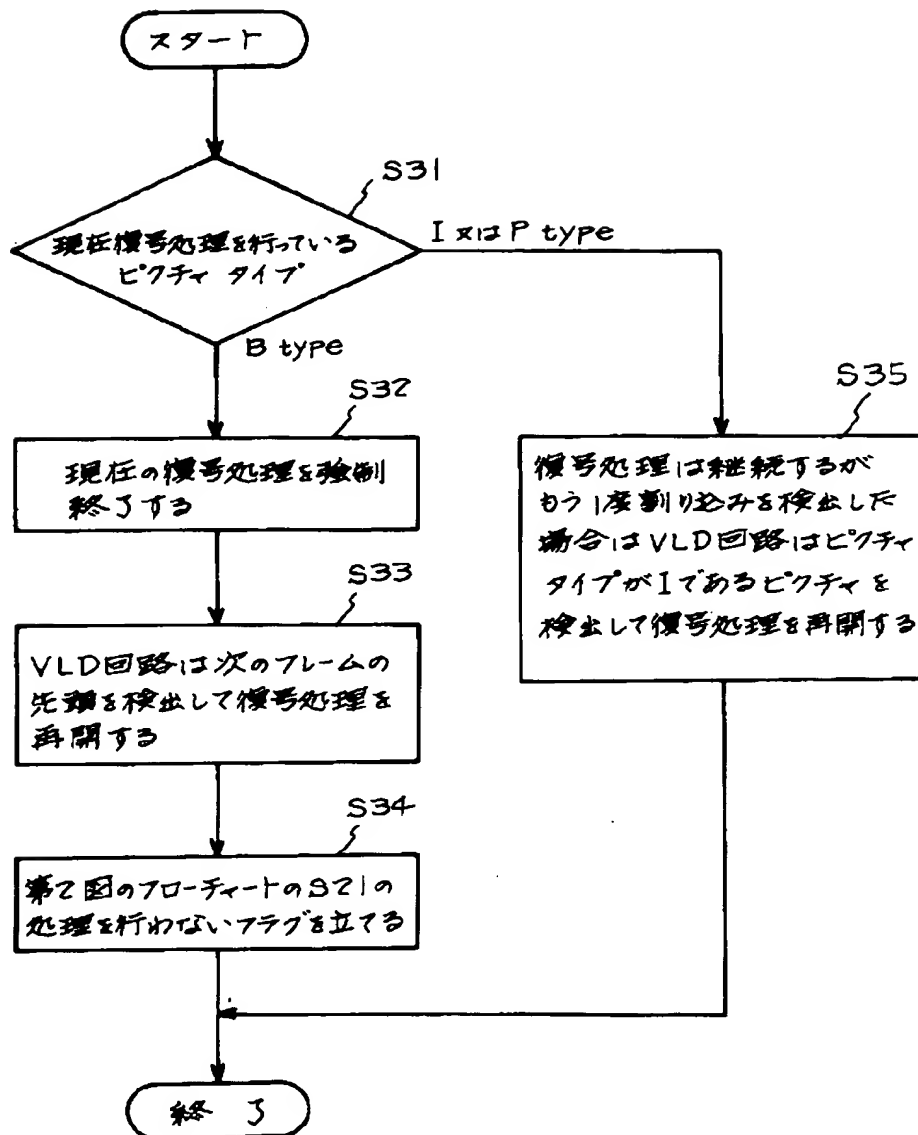 スタート
S31
現在復号処理を行っている
ピクチャ タイプ
I 又は P type
B type
S32
現在の復号処理を強制
終了する
S33
VLD回路は次のフレームの
先頭を検出して復号処理を
再開する
S34
第2図のフローチャートのS21の
処理を行わないフラグを立てる
S35
復号処理は継続するが
もう1度割り込みを検出した
場合はVLD回路はピクチャ
タイプがIであるピクチャを
検出して復号処理を再開する
終了